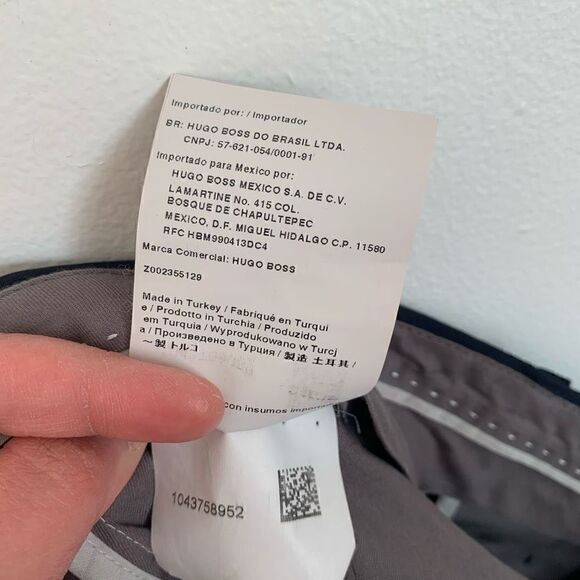 Importado por: / Importador
BR: HUGO BOSS DO BRASIL LTDA.
CNPJ: 57-621-054/0001-91
Importado para Mexico por:
HUGO BOSS MEXICO S.A. DE C.V.
LAMARTINE No. 415 COL.
BOSQUE DE CHAPULTEPEC
MEXICO, D.F. MIGUEL HIDALGO C.P. 11580
RFC HBM990413DC4
Marca Comercial: HUGO BOSS
Z002355129
Made in Turkey / Fabriqué en Turqui
e / Prodotto in Turchia / Produzido
em Turquia / Wyprodukowano w Turcj
a / Произведено в Турции / 製造 土耳其 /
～製 トルコ
con insumos
1043758952